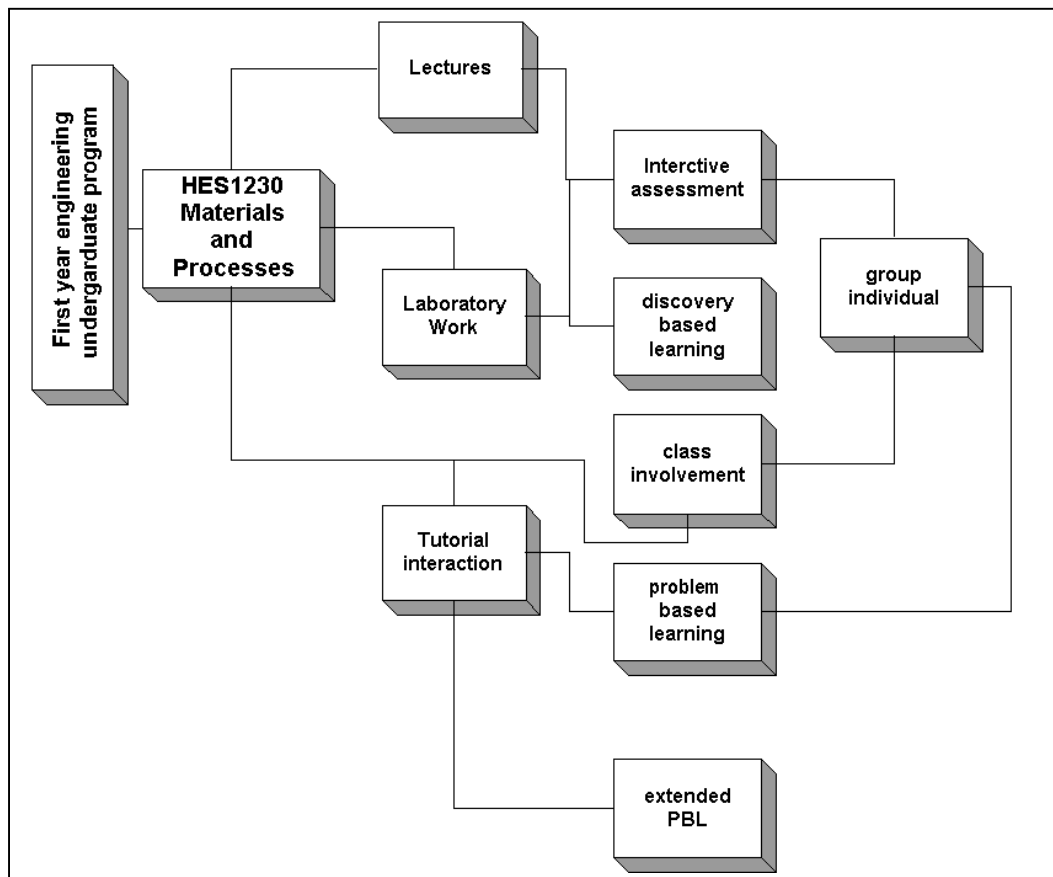 First year engineering
undergarduate program
HES1230
Materials
and
Processes
Lectures
Laboratory
Work
Tutorial
interaction
Interctive
assessment
discovery
based
learning
class
involvement
problem
based
learning
extended
PBL
group
individual